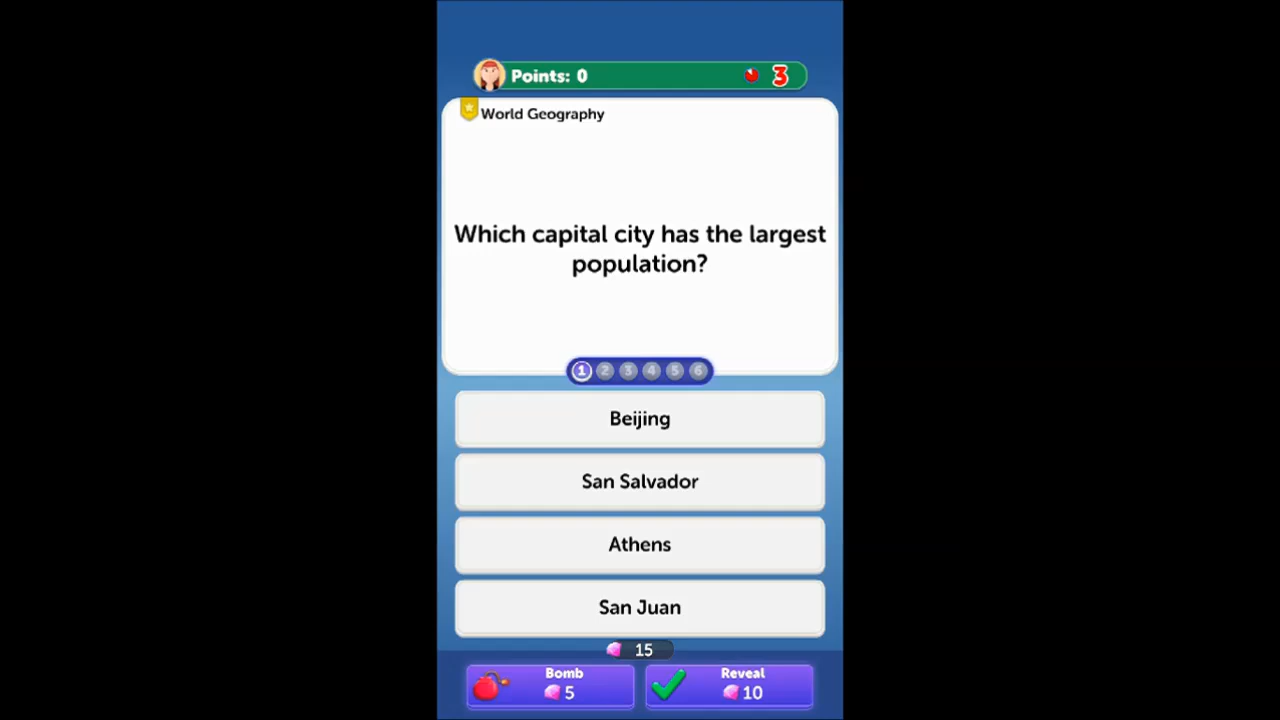 Points: 0
3
World Geography
Which capital city has the largest
population?
1 2 3 4 5 6
Beijing
San Salvador
Athens
San Juan
15
Bomb
5
Reveal
10